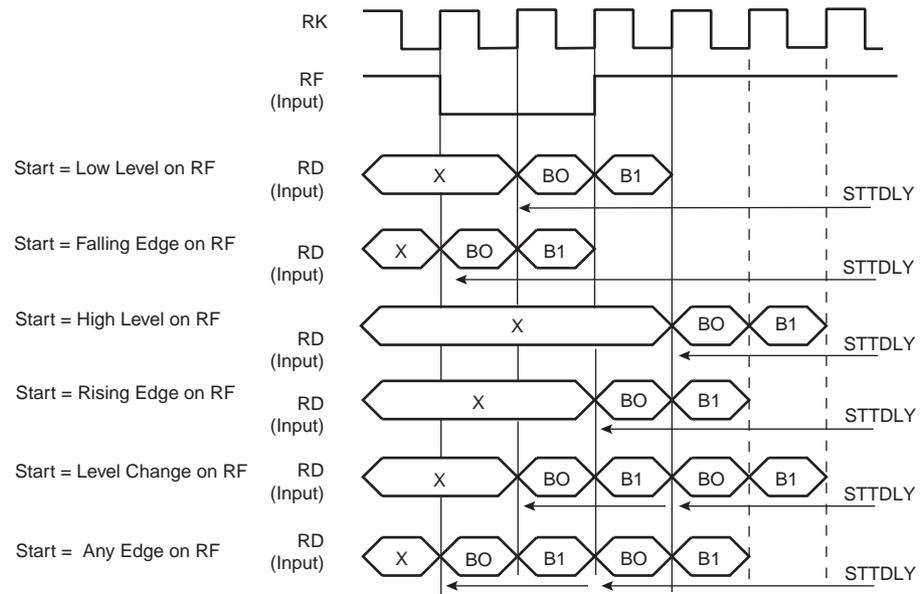 RK
RF
(Input)
Start = Low Level on RF
RD
(Input)
X
BO
B1
STTDLY
Start = Falling Edge on RF
RD
(Input)
X
BO
B1
STTDLY
Start = High Level on RF
RD
(Input)
X
BO
B1
STTDLY
Start = Rising Edge on RF
RD
(Input)
X
BO
B1
STTDLY
Start = Level Change on RF
RD
(Input)
X
BO
B1
BO
B1
STTDLY
Start = Any Edge on RF
RD
(Input)
X
BO
B1
BO
B1
STTDLY